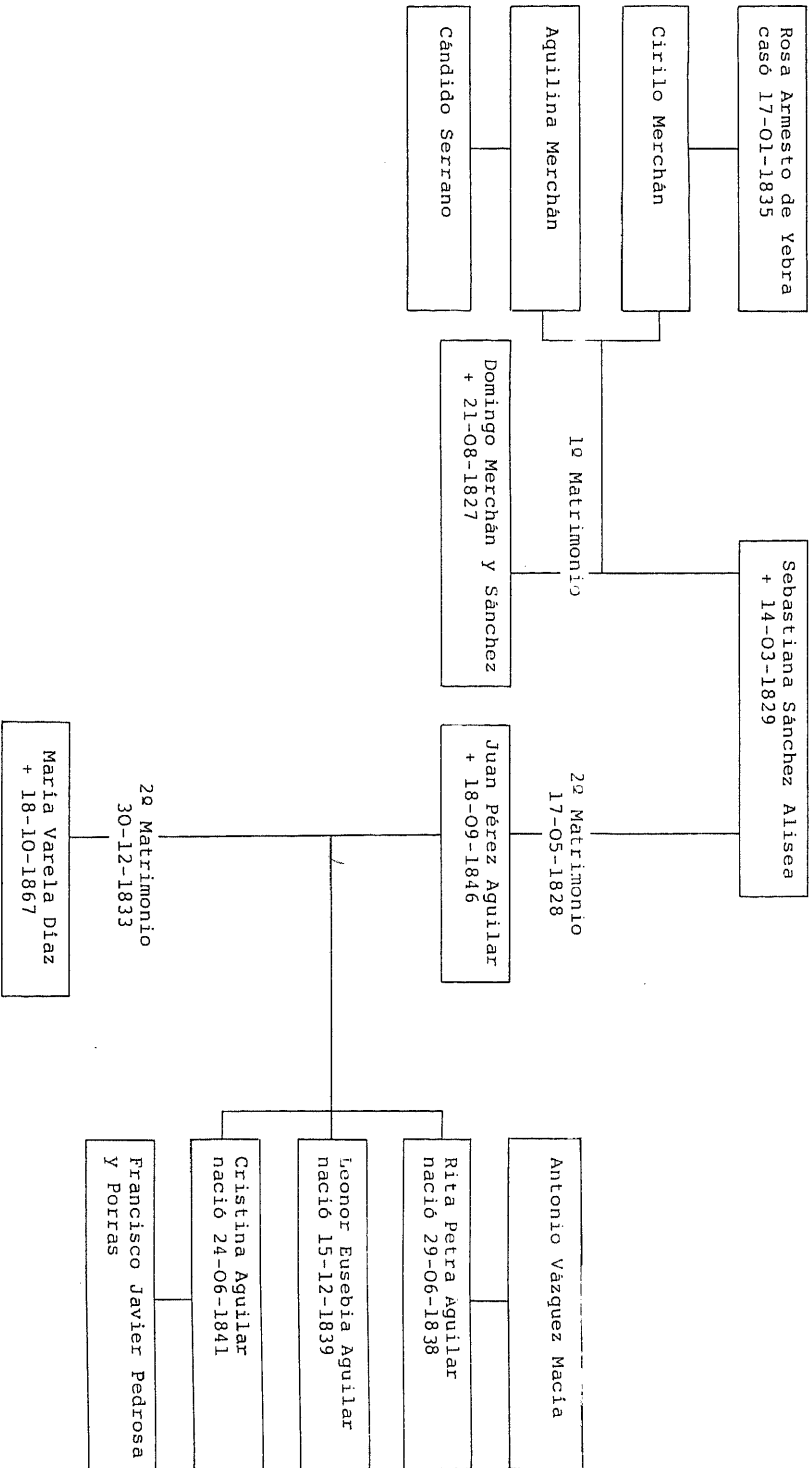 Rosa Armesto de Yebra
casó 17-01-1835
Cirilo Merchán
Aquilina Merchán
Cándido Serrano
1º Matrimonio
Domingo Merchán y Sánchez
+ 21-08-1827
Sebastiana Sánchez Alisea
+ 14-03-1829
2º Matrimonio
17-05-1828
Juan Pérez Aguilar
+ 18-09-1846
2º Matrimonio
30-12-1833
María Varela Díaz
+ 18-10-1867
Antonio Vázquez Macía
Rita Petra Aguilar
nació 29-06-1838
Leonor Eusebia Aguilar
nació 15-12-1839
Cristina Aguilar
nació 24-06-1841
Francisco Javier Pedrosa
y Porras